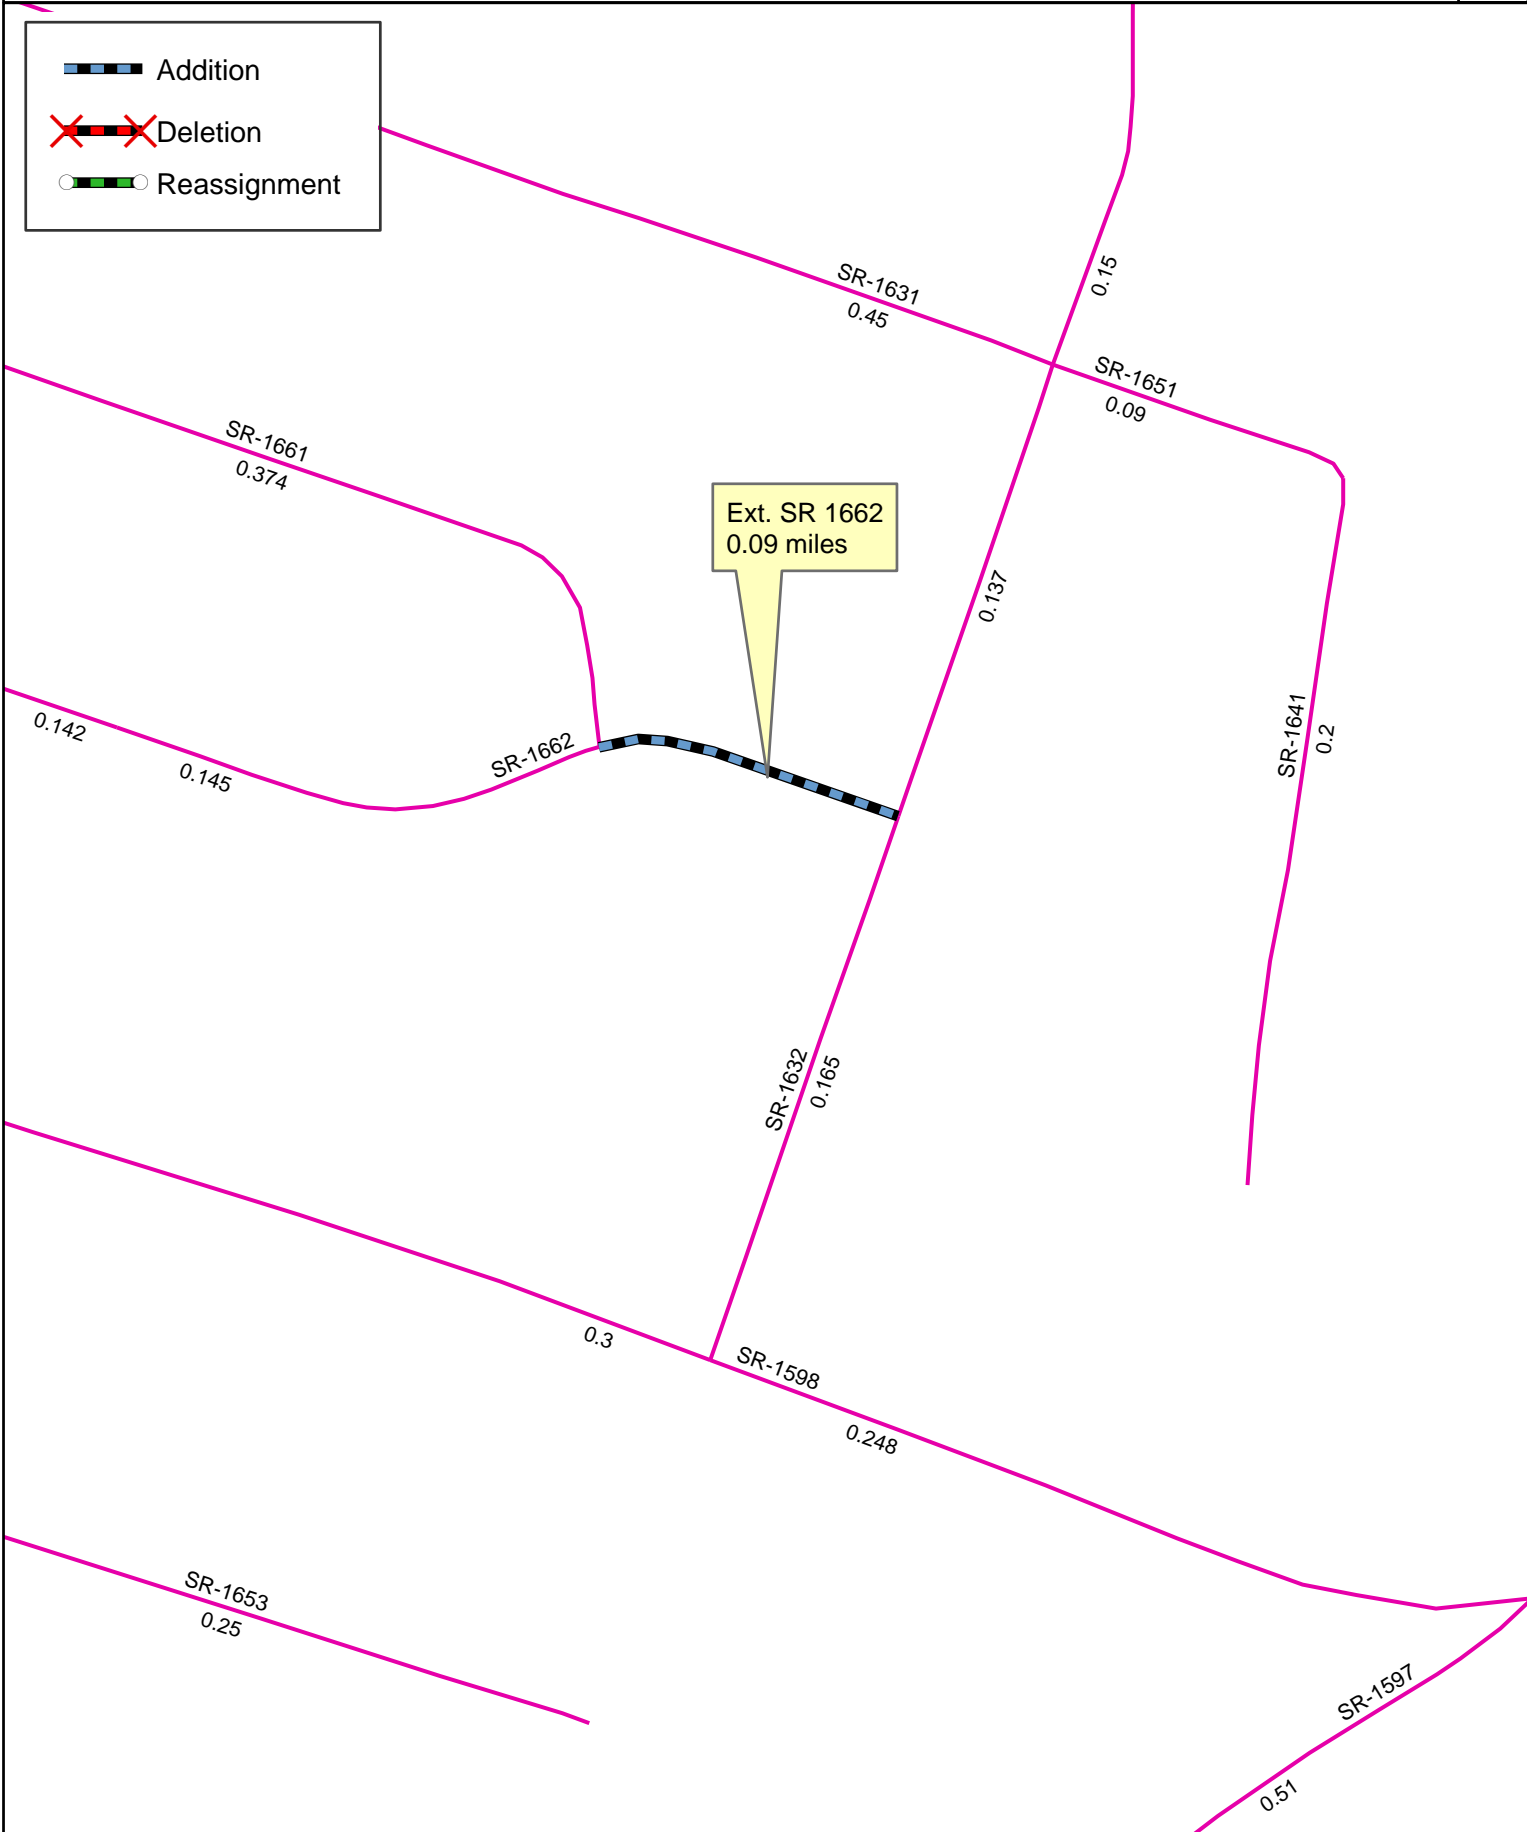 Addition
Deletion
Reassignment
0.15
SR-1631
0.45
SR-1651
0.09
SR-1661
0.374
Ext. SR 1662
0.09 miles
0.137
SR-1641
0.2
0.142
0.145
SR-1662
SR-1632
0.165
0.3
SR-1598
0.248
SR-1653
0.25
SR-1597
0.51